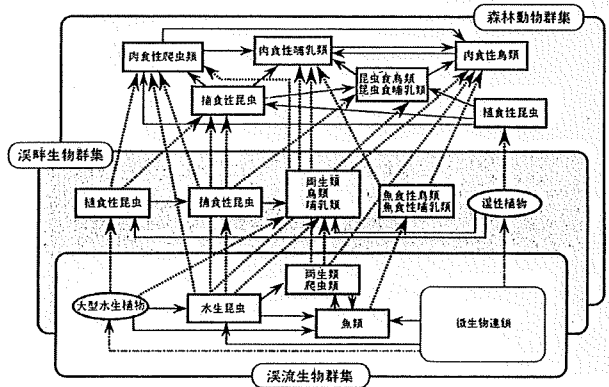 森林動物群集
肉食性爬虫類
肉食性哺乳類
肉食性鳥類
昆虫食鳥類
昆虫食哺乳類
捕食性昆虫
植食性昆虫
渓畔生物群集
植食性昆虫
捕食性昆虫
両生類
鳥類
哺乳類
魚食性鳥類
魚食性哺乳類
湿性植物
両生類
爬虫類
大型水生植物
水生昆虫
魚類
微生物連鎖
渓流生物群集